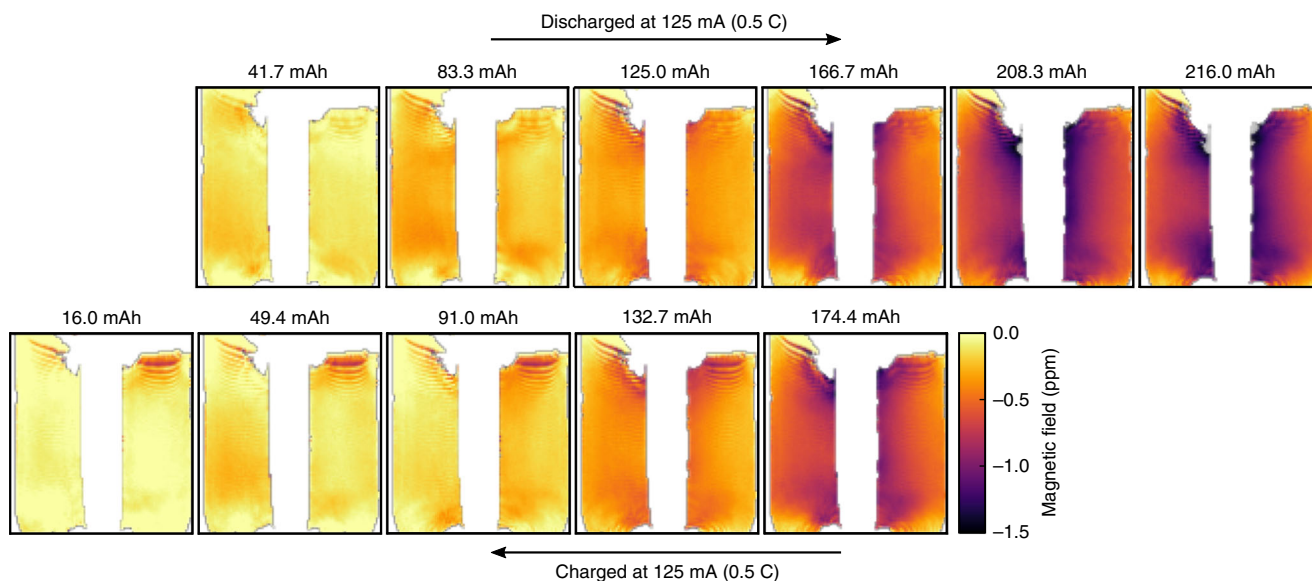 Discharged at 125 mA (0.5 C)
41.7 mAh 83.3 mAh 125.0 mAh 166.7 mAh 208.3 mAh 216.0 mAh
16.0 mAh 49.4 mAh 91.0 mAh 132.7 mAh 174.4 mAh
0.0
−0.5
−1.0
−1.5
Magnetic field (ppm)
Charged at 125 mA (0.5 C)